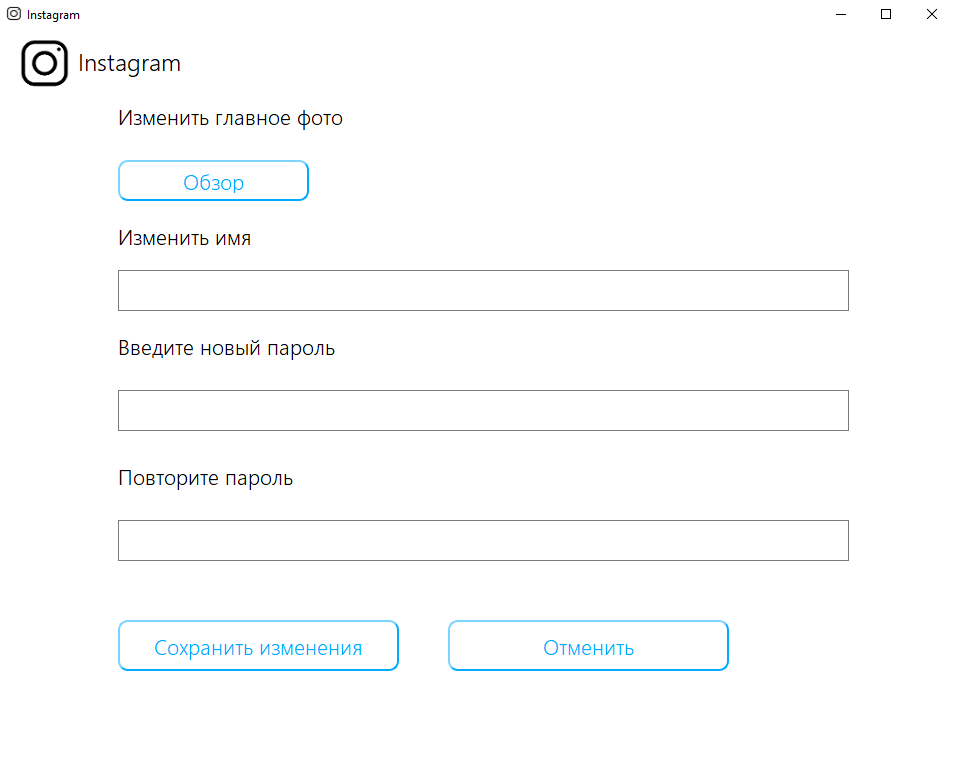 Instagram
Instagram
Изменить главное фото
Обзор
Изменить имя
Введите новый пароль
Повторите пароль
Сохранить изменения
Отменить